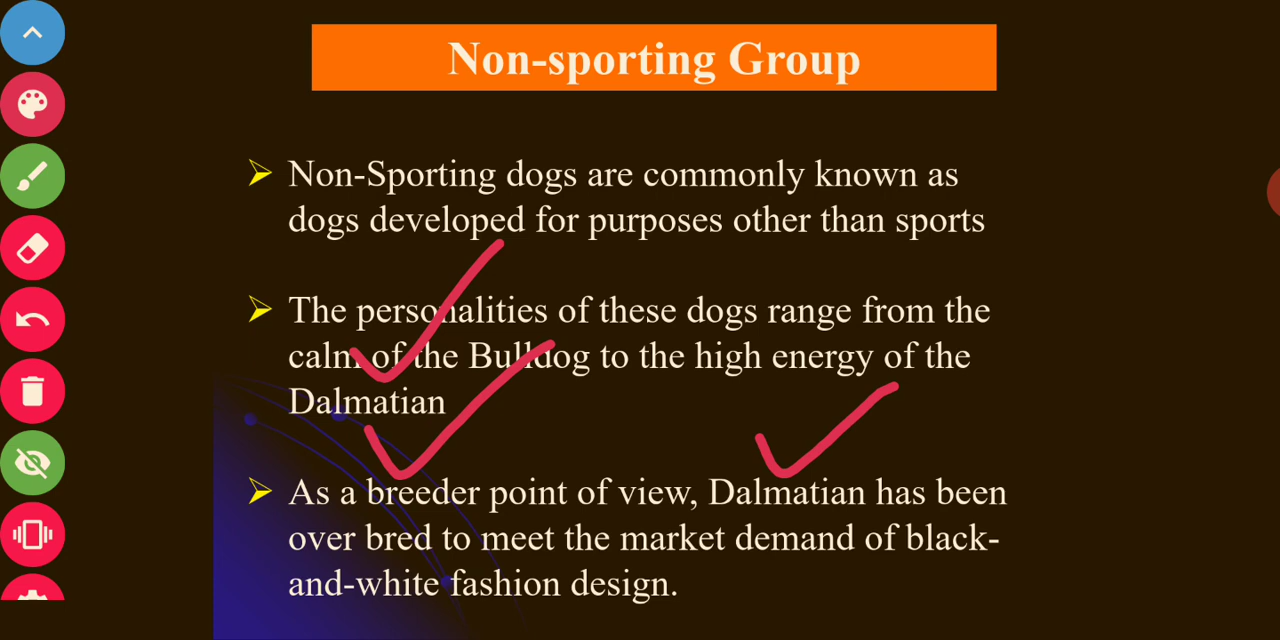 Non-sporting Group
Non-Sporting dogs are commonly known as
dogs developed for purposes other than sports
The personalities of these dogs range from the
calm of the Bulldog to the high energy of the
Dalmatian
As a breeder point of view, Dalmatian has been
over bred to meet the market demand of black-
and-white fashion design.